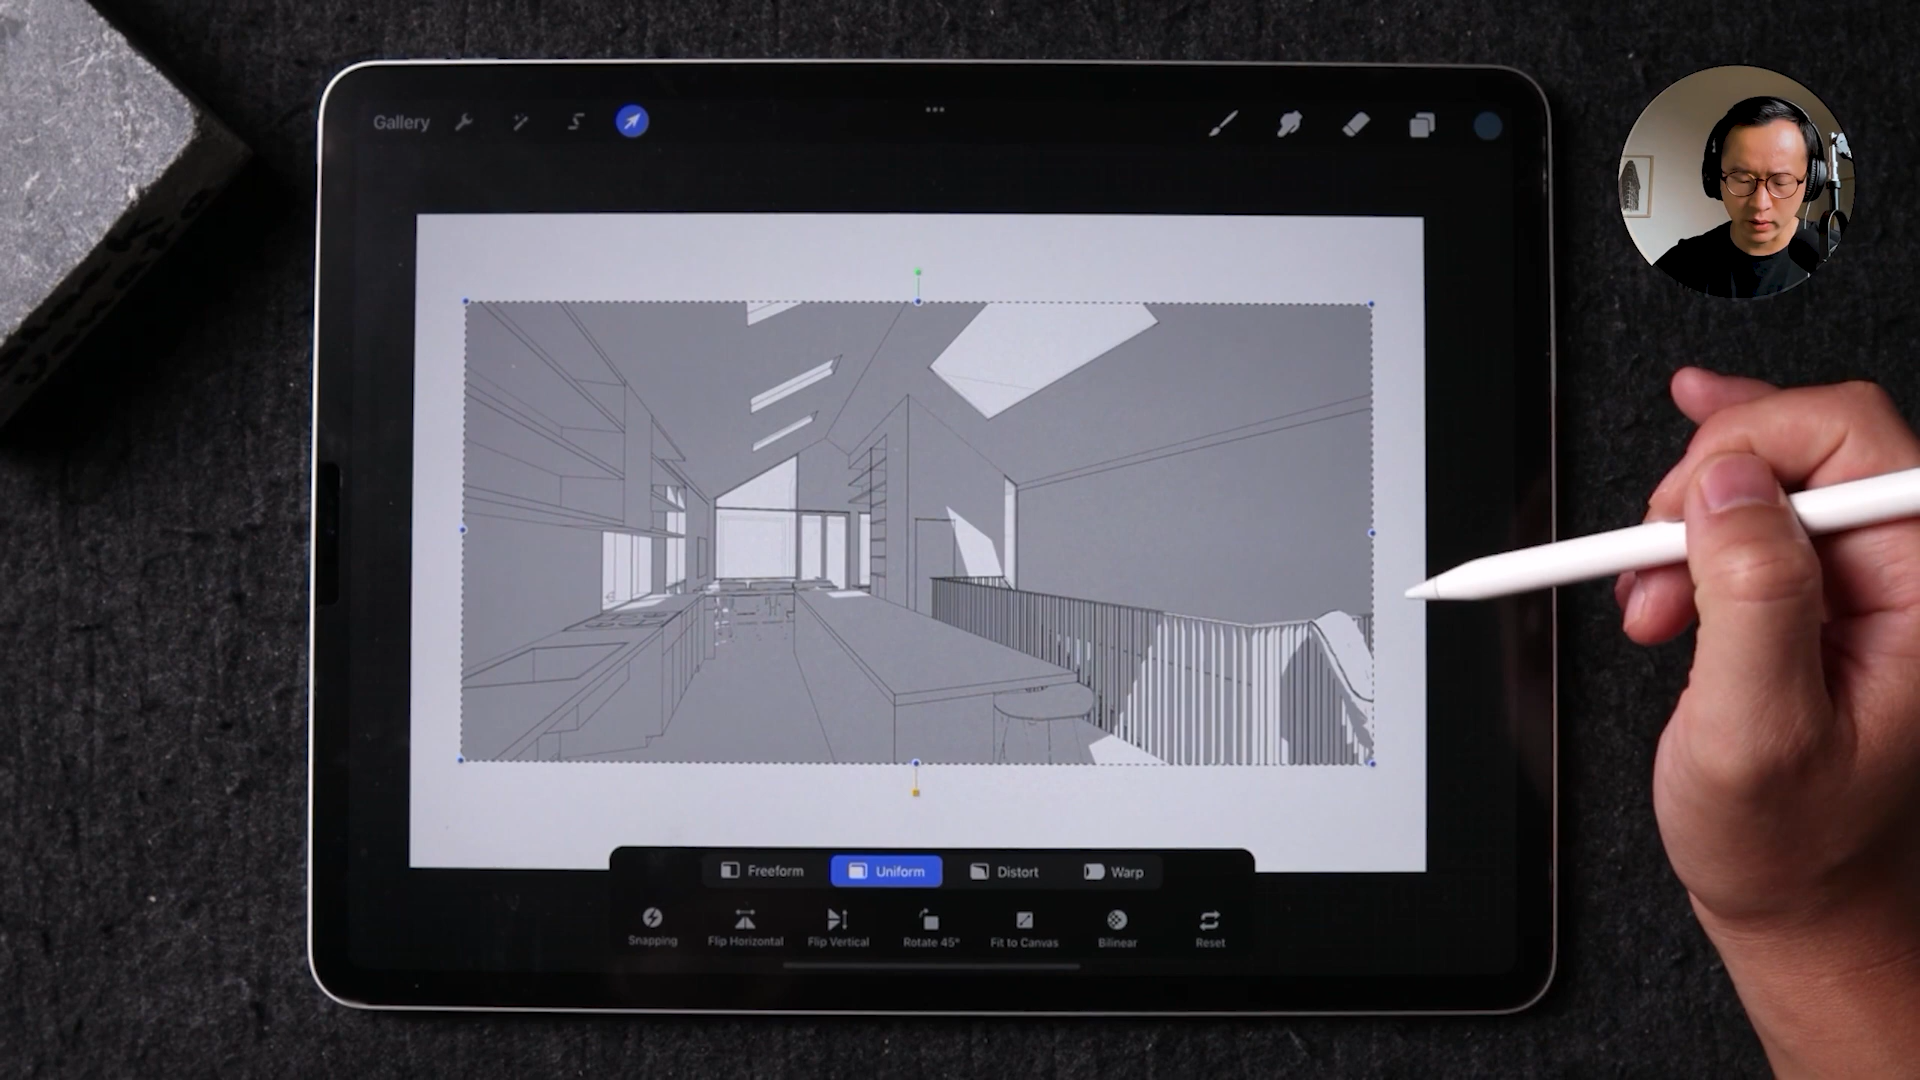 Gallery
Freeform Uniform Distort Warp
Snapping Flip Horizontal Flip Vertical Rotate 45° Fit to Canvas Bilinear Reset